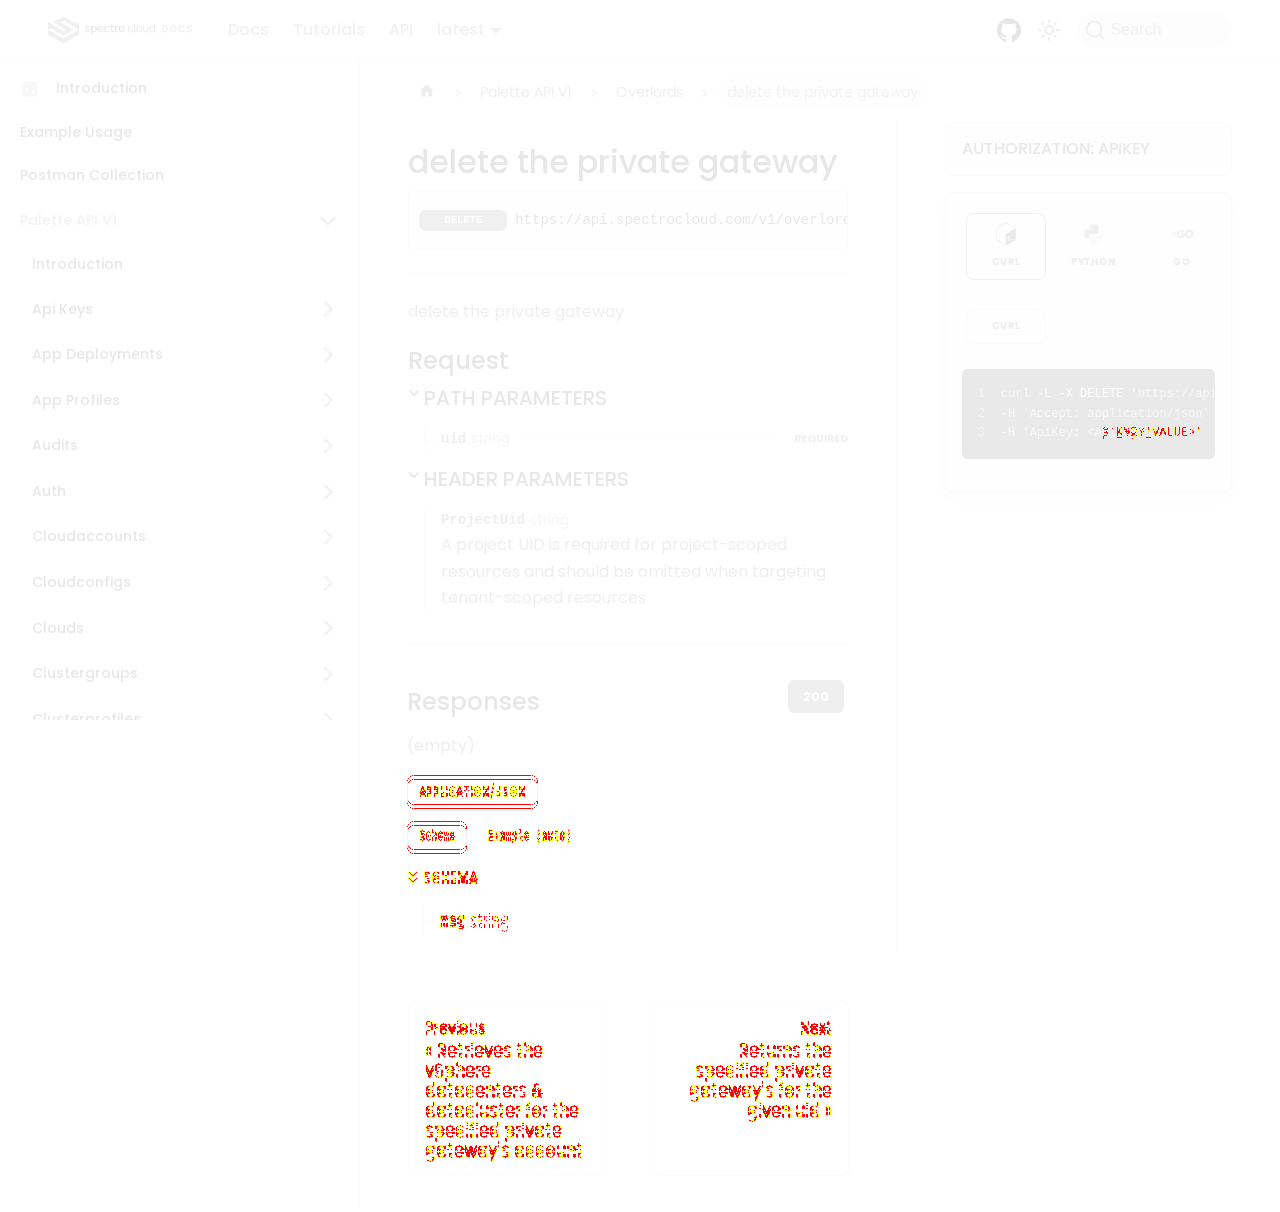 spectro cloud DOCS
Docs
Tutorials
API
latest
Search
Introduction
Example Usage
Postman Collection
Palette API V1
Introduction
Api Keys
App Deployments
App Profiles
Audits
Auth
Cloudaccounts
Cloudconfigs
Clouds
Clustergroups
Clusterprofiles
Palette API V1
Overlords
delete the private gateway
delete the private gateway
DELETE https://api.spectrocloud.com/v1/overlord
delete the private gateway
Request
PATH PARAMETERS
uid string REQUIRED
HEADER PARAMETERS
ProjectUid string
A project UID is required for project-scoped
resources and should be omitted when targeting
tenant-scoped resources
Responses
200
(empty)
APPLICATION/JSON
Schema
Example (auto)
SCHEMA
msg string
Previous
« Retrieves the
vSphere
datacenters &
datacluster for the
specified private
gateway's account
Next
Returns the
specified private
gateway's for the
given uid »
AUTHORIZATION: APIKEY
CURL
PYTHON
GO
GO
CURL
1 curl -L -X DELETE 'https://api
2 -H 'Accept: application/json'
3 -H 'ApiKey: